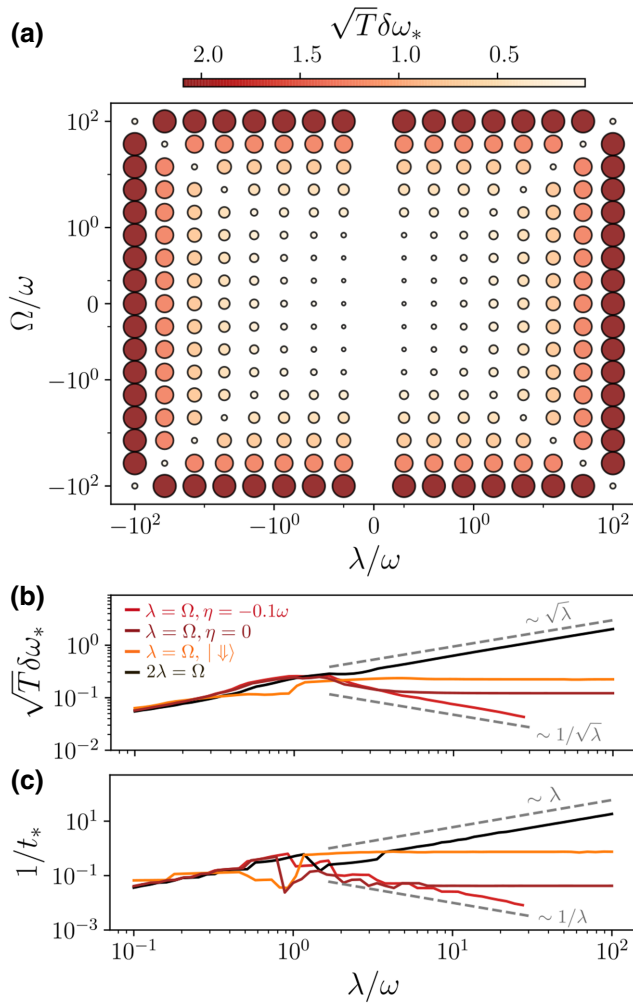 (a)
√T δω∗
2.0 1.5 1.0 0.5
Ω/ω
10²
10⁰
0
−10⁰
−10²
−10² −10⁰ 0 10⁰ 10²
λ/ω
(b)
√T δω∗
10⁰
10⁻¹
10⁻²
λ = Ω, η = −0.1ω
λ = Ω, η = 0
λ = Ω, |⇓⟩
2λ = Ω
∼ √λ
∼ 1/√λ
(c)
1/t∗
10¹
10⁻¹
10⁻³
∼ λ
∼ 1/λ
10⁻¹ 10⁰ 10¹ 10²
λ/ω